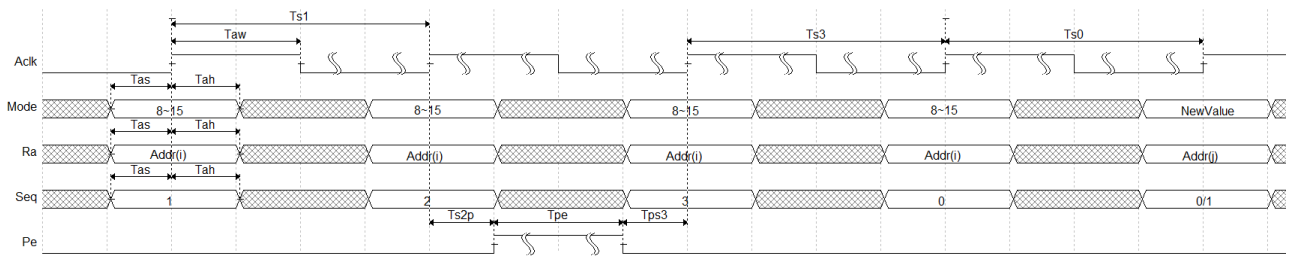 Ts1
Taw Ts3 Ts0
Aclk
Tas Tah
Mode 8~15 8~15 8~15 8~15 NewValue
Tas Tah
Ra Addr(i) Addr(i) Addr(i) Addr(i) Addr(j)
Tas Tah
Seq 1 2 3 0 0/1
Ts2p Tpe Tps3
Pe